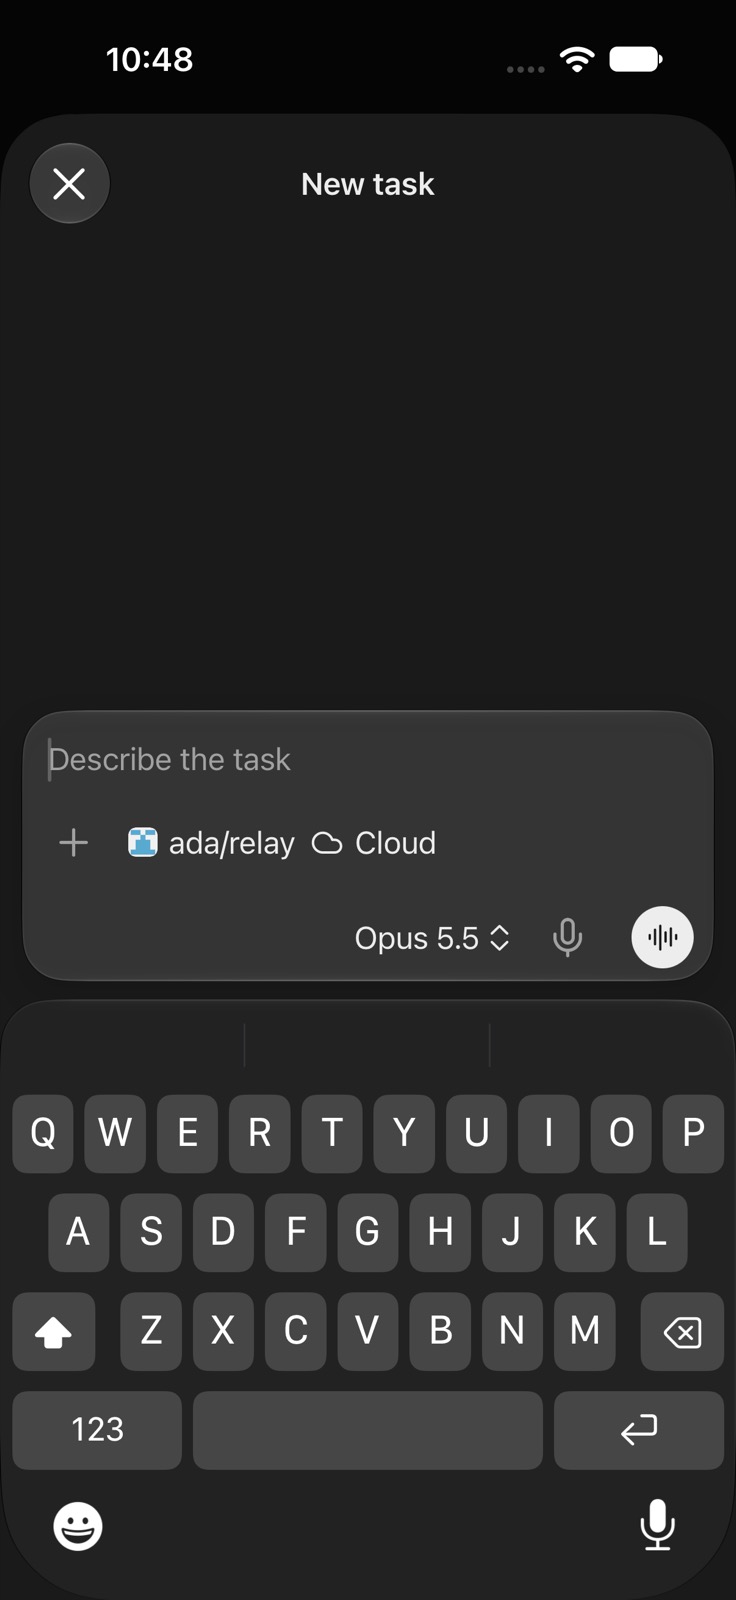 10:48
New task
Describe the task
ada/relay Cloud
Opus 5.5
Q W E R T Y U I O P
A S D F G H J K L
Z X C V B N M
123